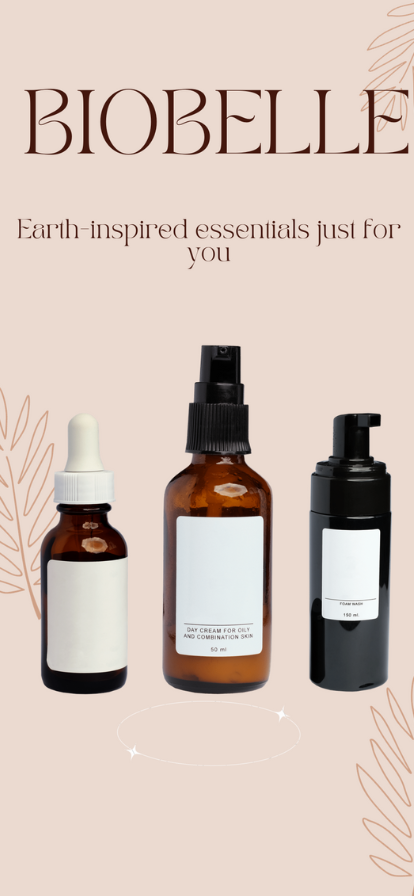 BIOBELLE
Earth-inspired essentials just for
you
DAY CREAM FOR OILY
AND COMBINATION SKIN
50 ml
FOAM WASH
150 ml